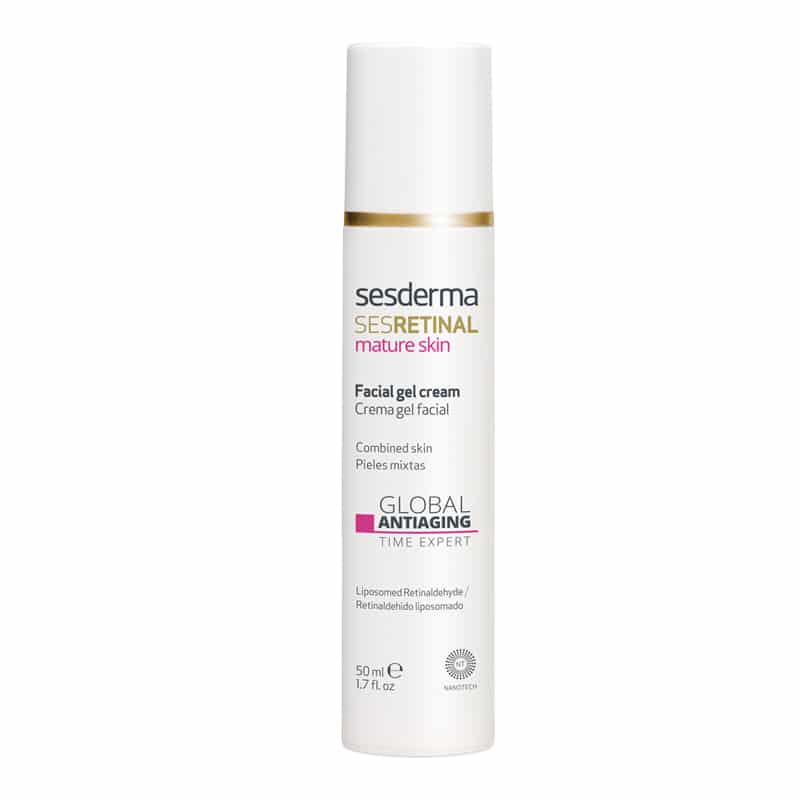 sesderma
SESRETINAL
mature skin
Facial gel cream
Crema gel facial
Combined skin
Pieles mixtas
GLOBAL
ANTIAGING
TIME EXPERT
Liposomed Retinaldehyde /
Retinaldehido liposomado
50 ml ℮
1.7 fl. oz
NT
NANOTECH